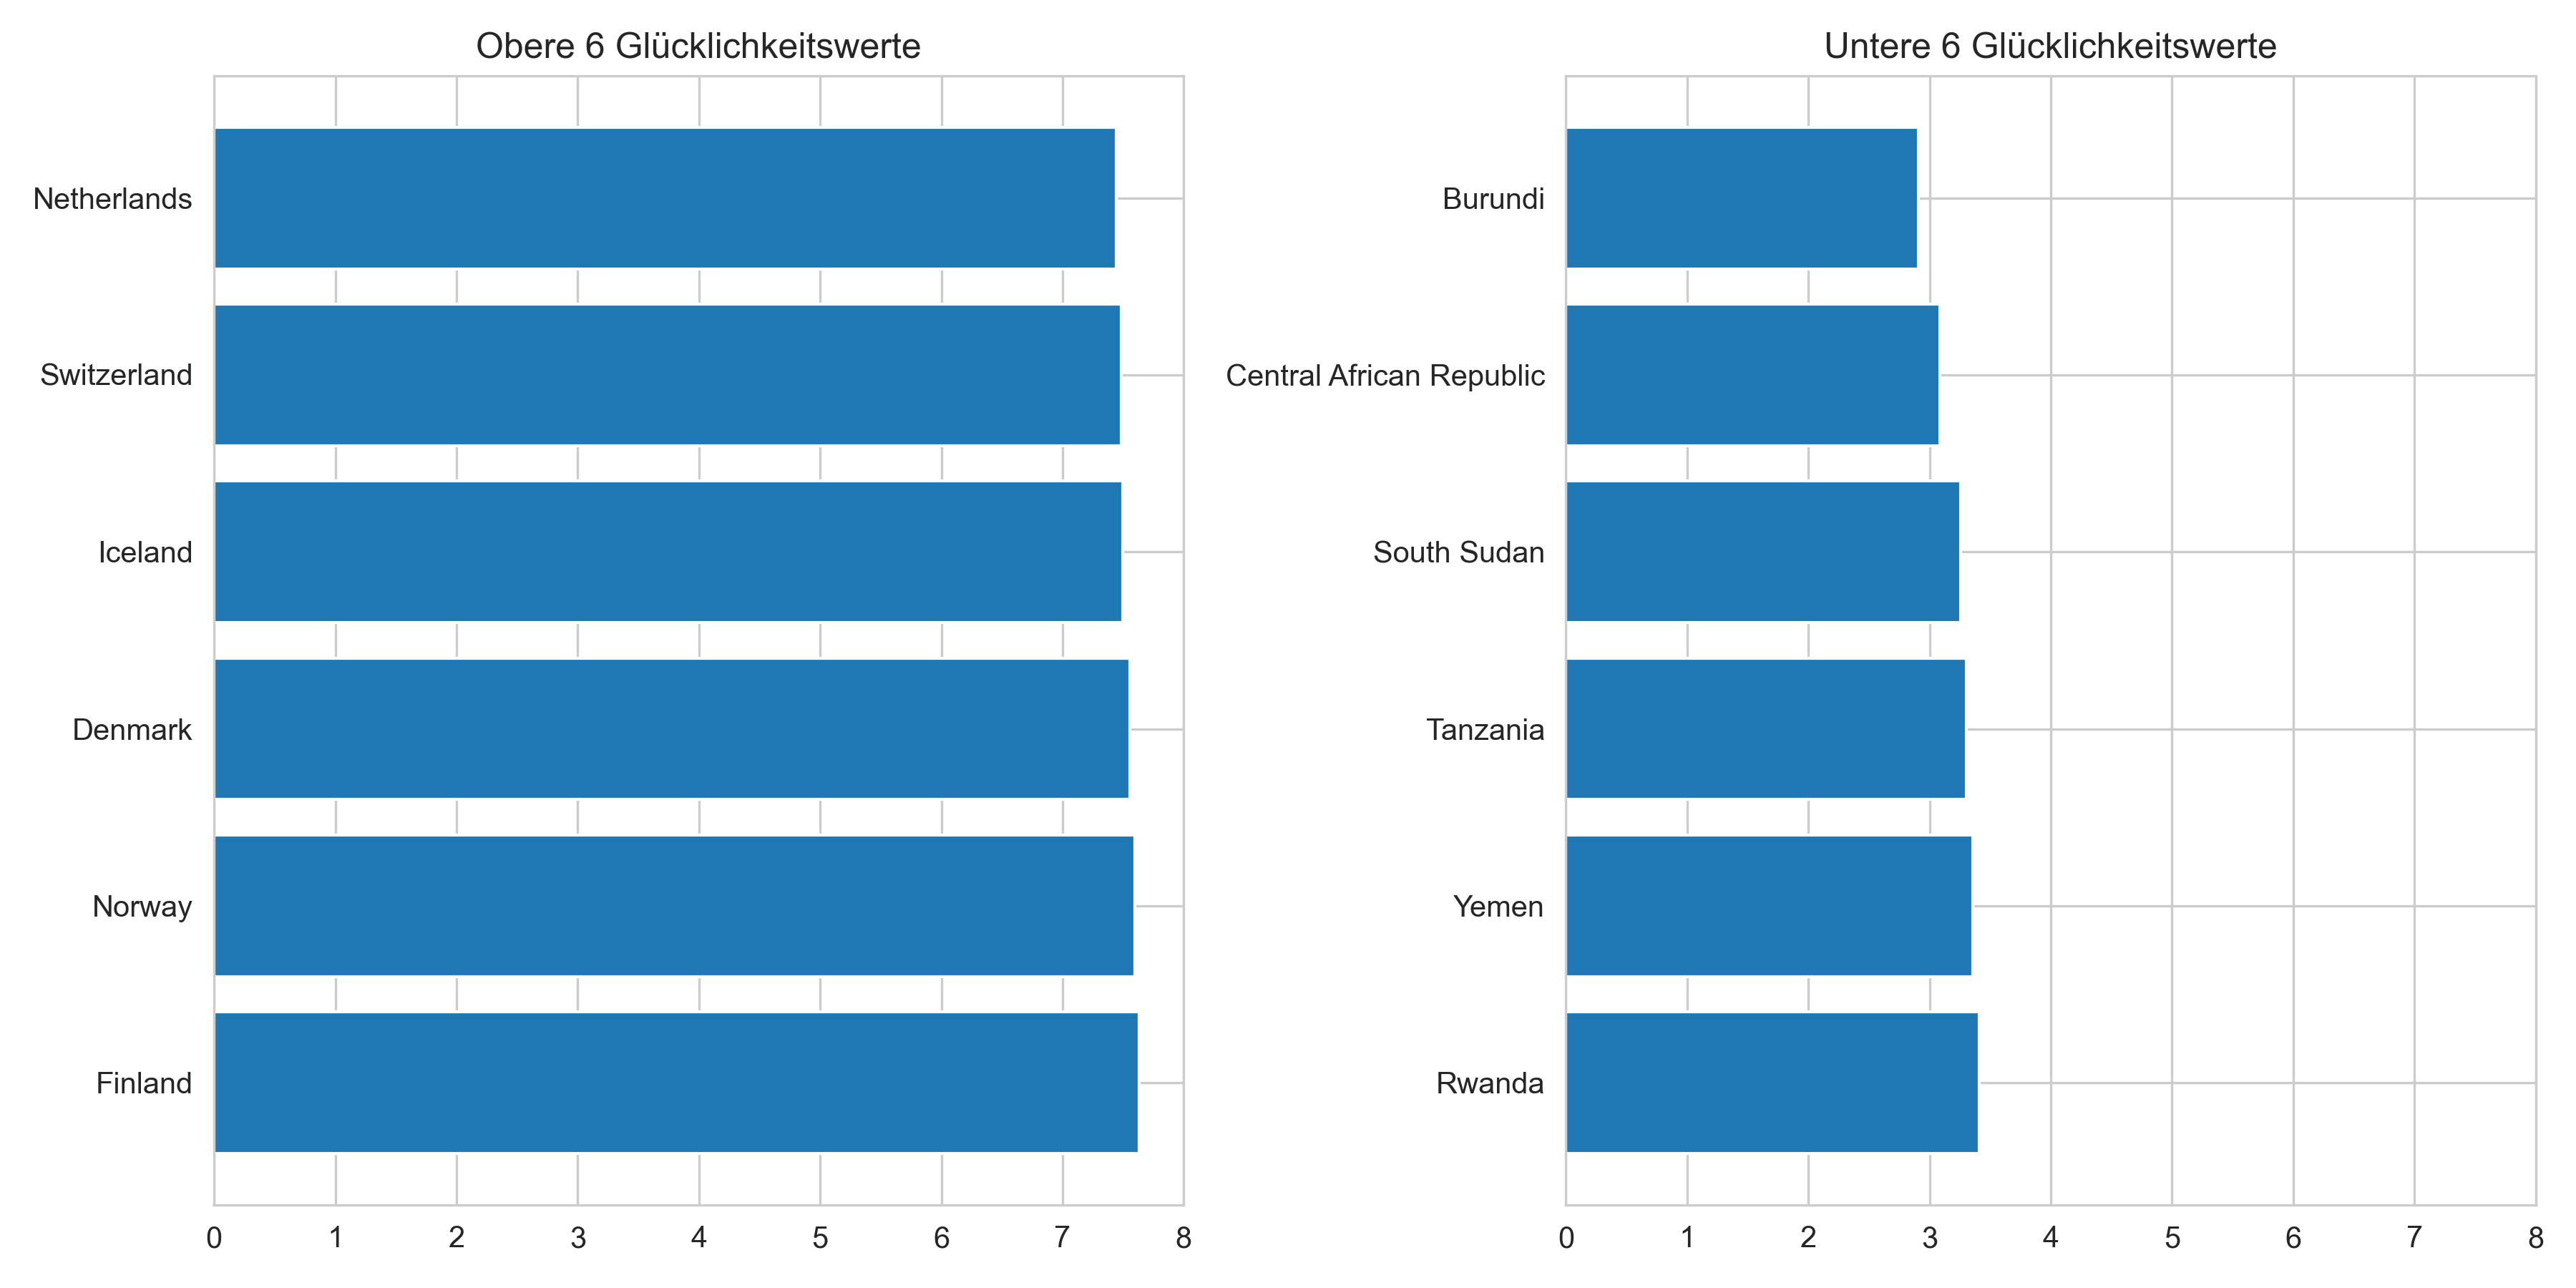 Obere 6 Glücklichkeitswerte
Netherlands
Switzerland
Iceland
Denmark
Norway
Finland
0 1 2 3 4 5 6 7 8
Untere 6 Glücklichkeitswerte
Burundi
Central African Republic
South Sudan
Tanzania
Yemen
Rwanda
0 1 2 3 4 5 6 7 8